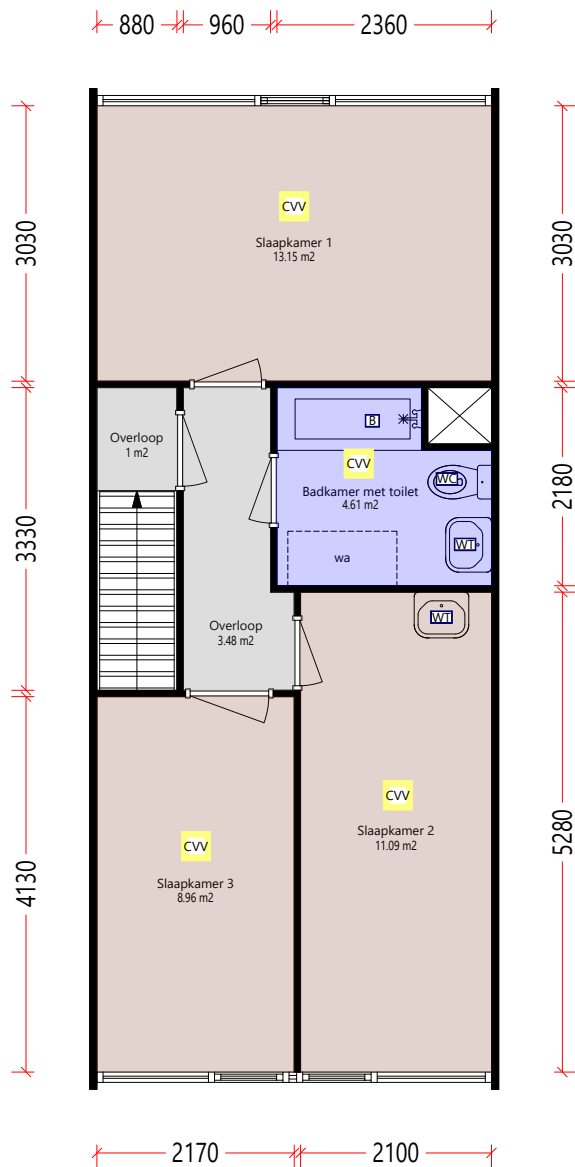 880 960 2360
3030
3030
CVV
Slaapkamer 1
13.15 m2
Overloop
1 m2
B
CVV
WC
Badkamer met toilet
4.61 m2
2180
3330
WT
wa
Overloop
3.48 m2
WT
CVV
Slaapkamer 2
11.09 m2
5280
CVV
Slaapkamer 3
8.96 m2
4130
2170 2100